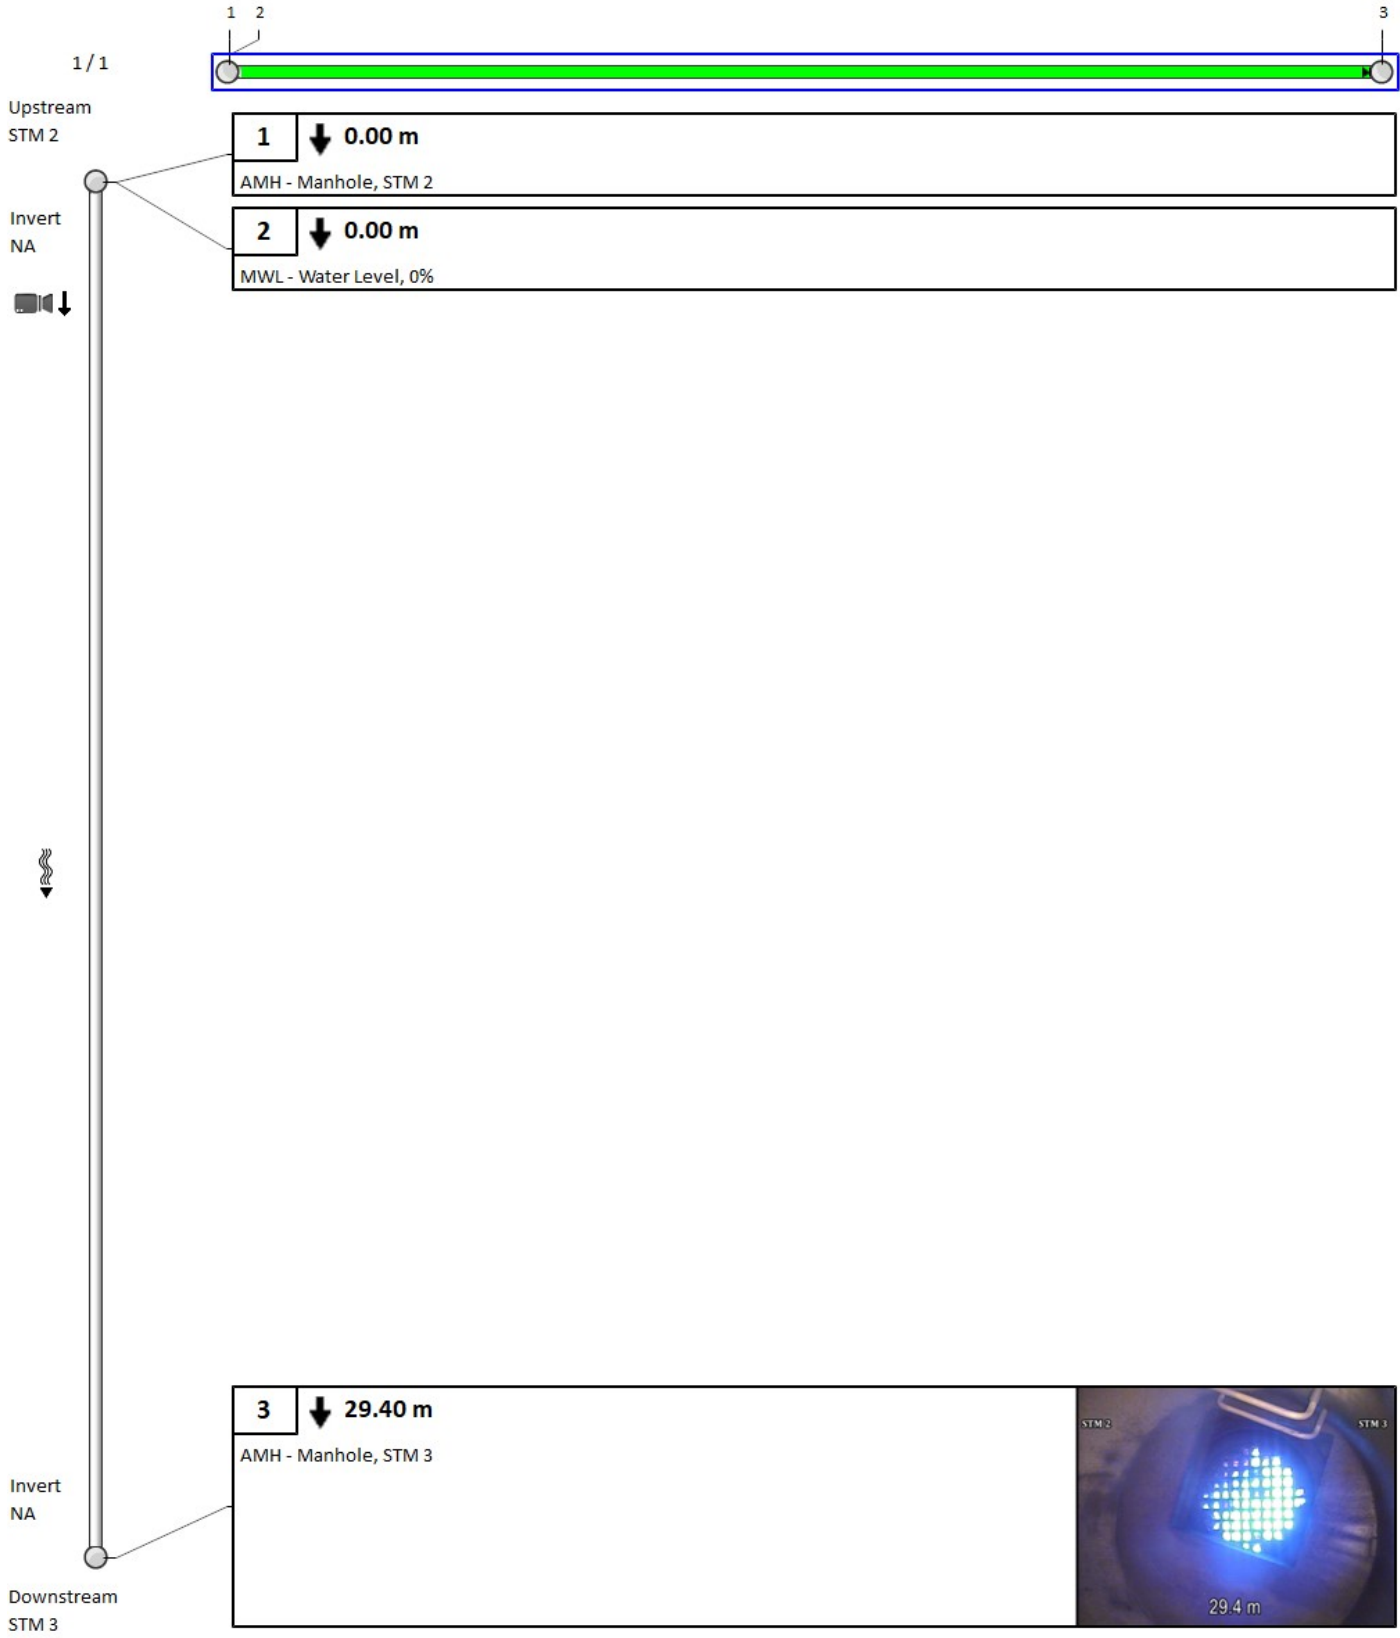 1 2 3
1 / 1
Upstream
STM 2
1 0.00 m
AMH - Manhole, STM 2
Invert
NA
2 0.00 m
MWL - Water Level, 0%
3 29.40 m
AMH - Manhole, STM 3
STM 2 STM 3
29.4 m
Invert
NA
Downstream
STM 3